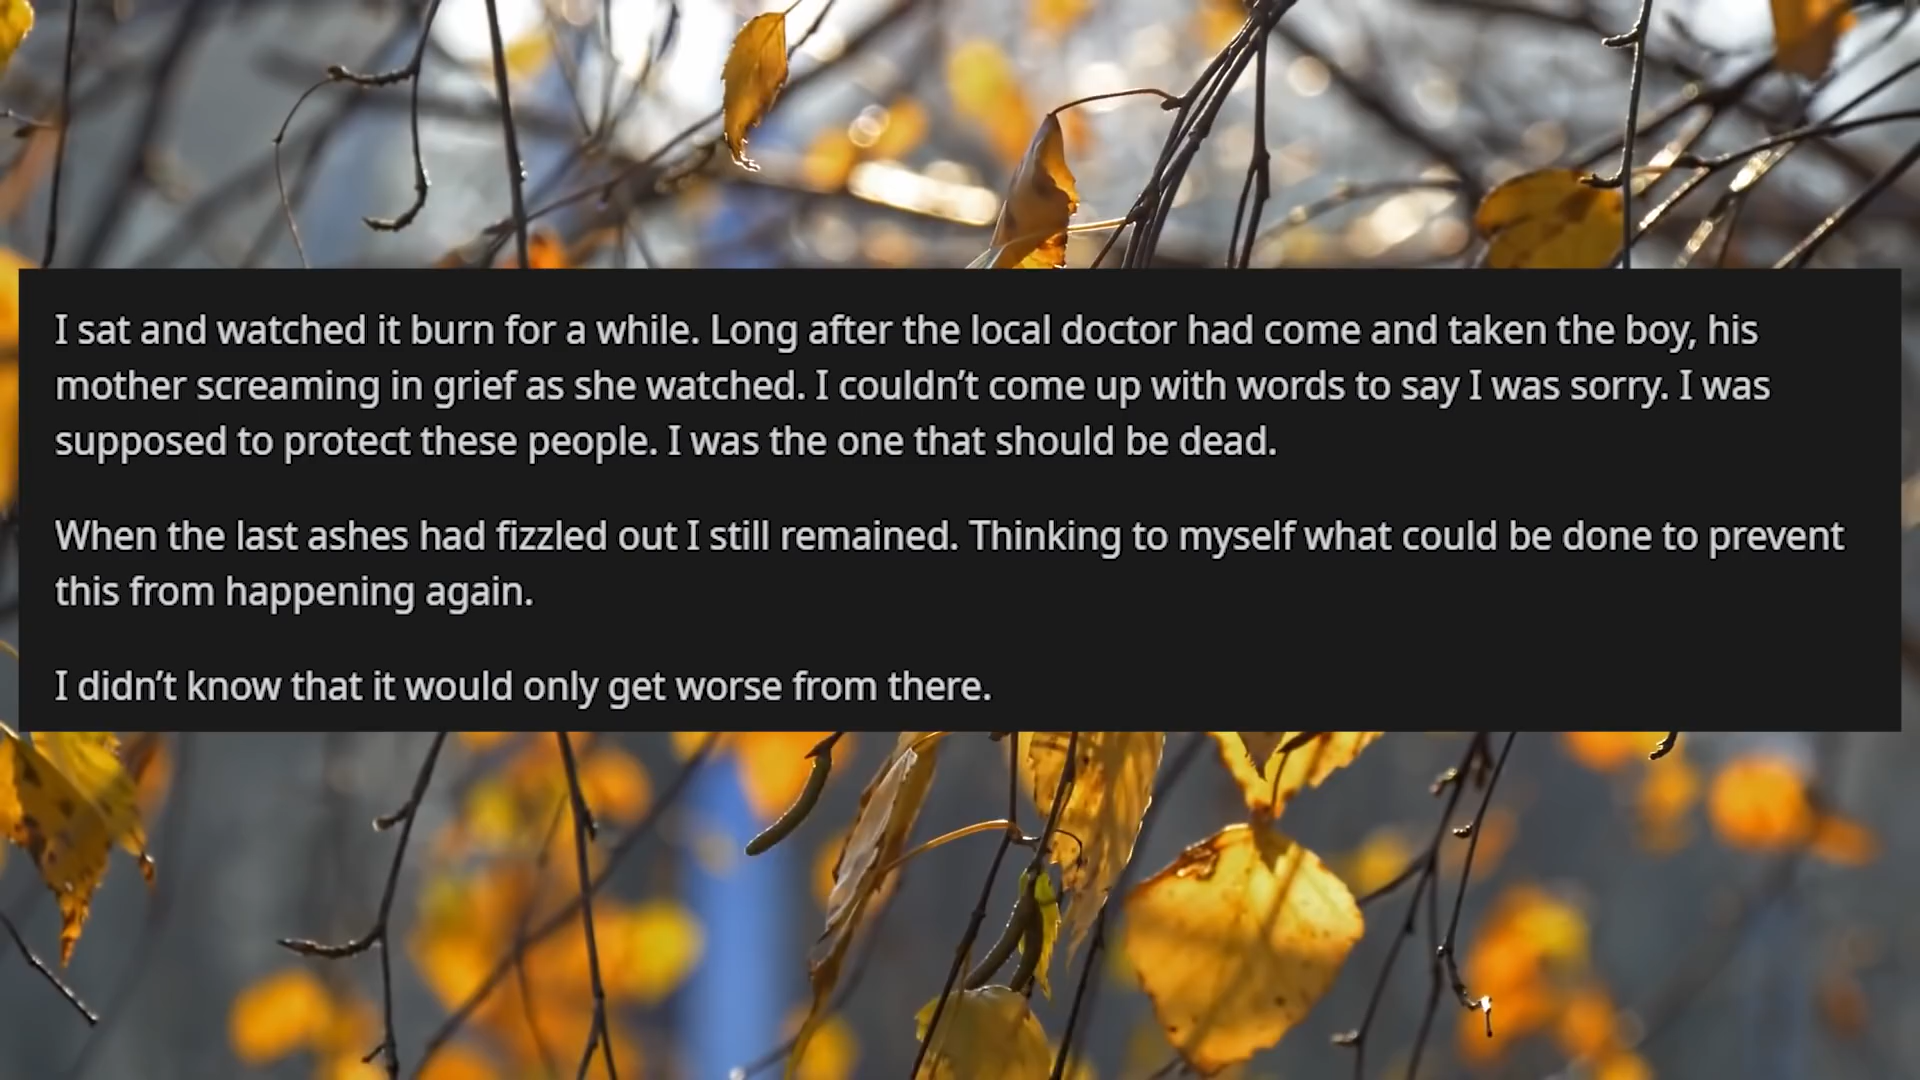 I sat and watched it burn for a while. Long after the local doctor had come and taken the boy, his
mother screaming in grief as she watched. I couldn’t come up with words to say I was sorry. I was
supposed to protect these people. I was the one that should be dead.
When the last ashes had fizzled out I still remained. Thinking to myself what could be done to prevent
this from happening again.
I didn’t know that it would only get worse from there.